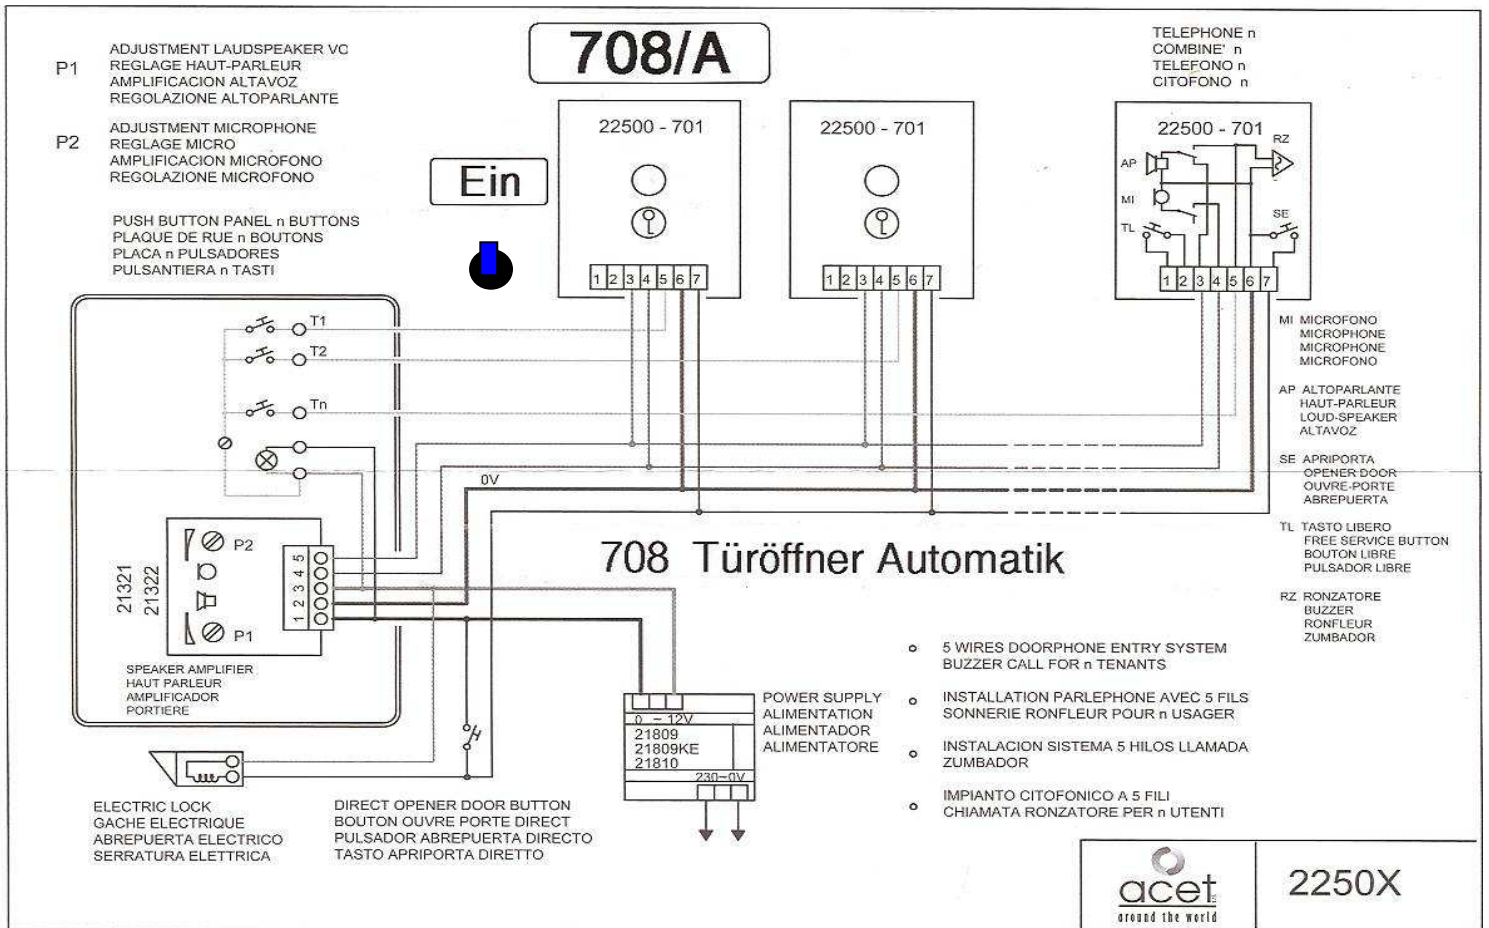 708/A
P1
ADJUSTMENT LAUDSPEAKER VC
REGLAGE HAUT-PARLEUR
AMPLIFICACION ALTAVOZ
REGOLAZIONE ALTOPARLANTE
P2
ADJUSTMENT MICROPHONE
REGLAGE MICRO
AMPLIFICACION MICROFONO
REGOLAZIONE MICROFONO
PUSH BUTTON PANEL n BUTTONS
PLAQUE DE RUE n BOUTONS
PLACA n PULSADORES
PULSANTIERA n TASTI
Ein
22500 - 701
1 2 3 4 5 6 7
22500 - 701
1 2 3 4 5 6 7
TELEPHONE n
COMBINE' n
TELEFONO n
CITOFONO n
22500 - 701
RZ
AP
MI
TL
SE
1 2 3 4 5 6 7
T1
T2
Tn
0V
MI MICROFONO
MICROPHONE
MICROPHONE
MICROFONO
AP ALTOPARLANTE
HAUT-PARLEUR
LOUD-SPEAKER
ALTAVOZ
SE APRIPORTA
OPENER DOOR
OUVRE-PORTE
ABREPUERTA
TL TASTO LIBERO
FREE SERVICE BUTTON
BOUTON LIBRE
PULSADOR LIBRE
RZ RONZATORE
BUZZER
RONFLEUR
ZUMBADOR
708 Türöffner Automatik
21321
21322
P2
P1
1 2 3 4 5
SPEAKER AMPLIFIER
HAUT PARLEUR
AMPLIFICADOR
PORTIERE
0 ~ 12V
21809
21809KE
21810
230~0V
POWER SUPPLY
ALIMENTATION
ALIMENTADOR
ALIMENTATORE
5 WIRES DOORPHONE ENTRY SYSTEM
BUZZER CALL FOR n TENANTS
INSTALLATION PARLEPHONE AVEC 5 FILS
SONNERIE RONFLEUR POUR n USAGER
INSTALACION SISTEMA 5 HILOS LLAMADA
ZUMBADOR
IMPIANTO CITOFONICO A 5 FILI
CHIAMATA RONZATORE PER n UTENTI
ELECTRIC LOCK
GACHE ELECTRIQUE
ABREPUERTA ELECTRICO
SERRATURA ELETTRICA
DIRECT OPENER DOOR BUTTON
BOUTON OUVRE PORTE DIRECT
PULSADOR ABREPUERTA DIRECTO
TASTO APRIPORTA DIRETTO
acet
around the world
2250X